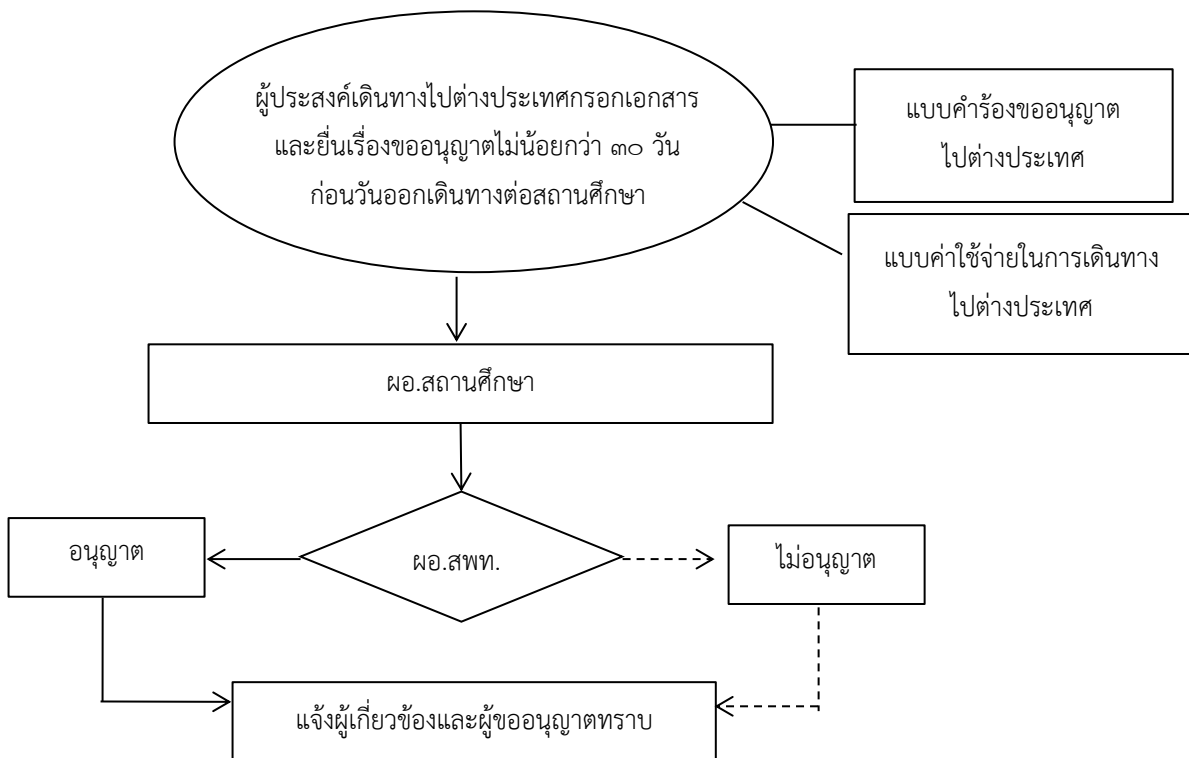 ผู้ประสงค์เดินทางไปต่างประเทศกรอกเอกสาร
และยื่นเรื่องขออนุญาตไม่น้อยกว่า ๓๐ วัน
ก่อนวันออกเดินทางต่อสถานศึกษา
แบบคำร้องขออนุญาต
ไปต่างประเทศ
แบบค่าใช้จ่ายในการเดินทาง
ไปต่างประเทศ
ผอ.สถานศึกษา
อนุญาต
ผอ.สพท.
ไม่อนุญาต
แจ้งผู้เกี่ยวข้องและผู้ขออนุญาตทราบ